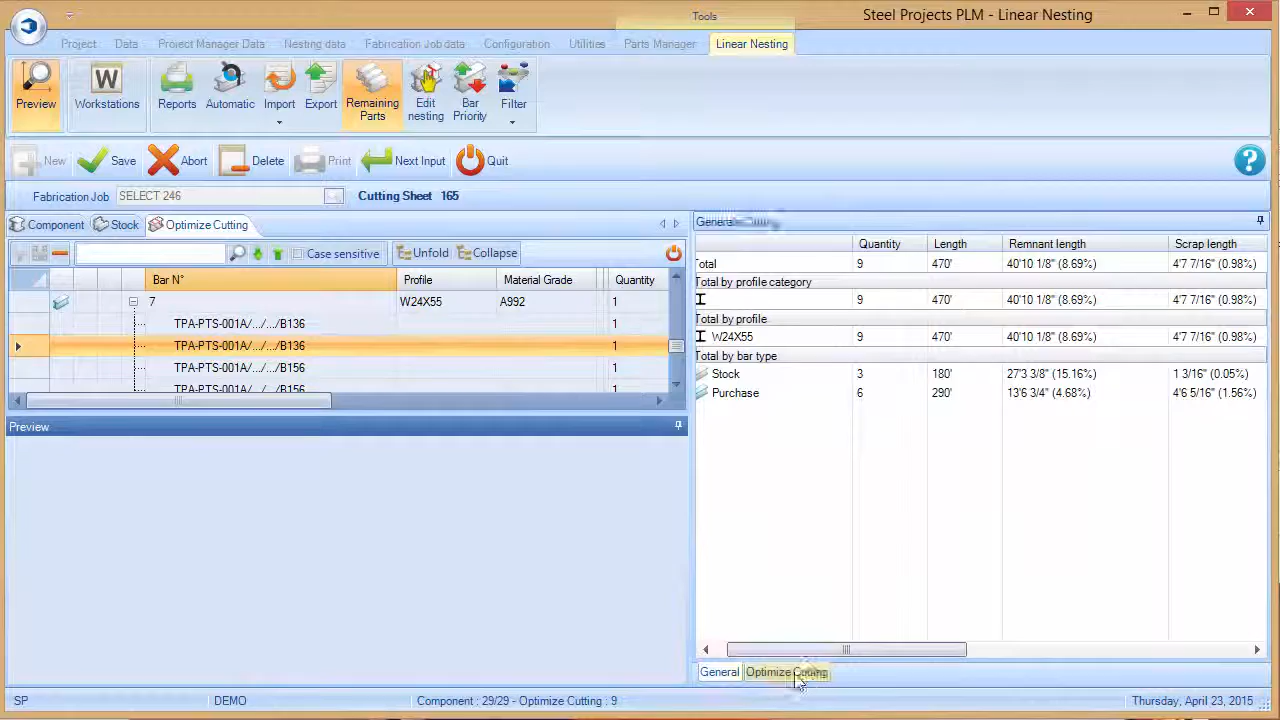 Tools
Steel Projects PLM - Linear Nesting
Project Data Project Manager Data Nesting data Fabrication Job data Configuration Utilities Parts Manager Linear Nesting
W
Preview Workstations Reports Automatic Import Export Remaining Parts Edit nesting Bar Priority Filter
New Save Abort Delete Print Next Input Quit ?
Fabrication Job SELECT 246 Cutting Sheet 165
Component Stock Optimize Cutting
Case sensitive Unfold Collapse
Bar N° Profile Material Grade Quantity
7 W24X55 A992 1
TPA-PTS-001A/.../.../B136 1
TPA-PTS-001A/.../.../B136 1
TPA-PTS-001A/.../.../B156 1
TPA-PTS-001A/.../.../B156 1
Preview
General
Quantity Length Remnant length Scrap length
Total 9 470' 40'10 1/8" (8.69%) 4'7 7/16" (0.98%)
Total by profile category
9 470' 40'10 1/8" (8.69%) 4'7 7/16" (0.98%)
Total by profile
W24X55 9 470' 40'10 1/8" (8.69%) 4'7 7/16" (0.98%)
Total by bar type
Stock 3 180' 27'3 3/8" (15.16%) 1 3/16" (0.05%)
Purchase 6 290' 13'6 3/4" (4.68%) 4'6 5/16" (1.56%)
General Optimize Cutting
SP DEMO Component : 29/29 - Optimize Cutting : 9 Thursday, April 23, 2015